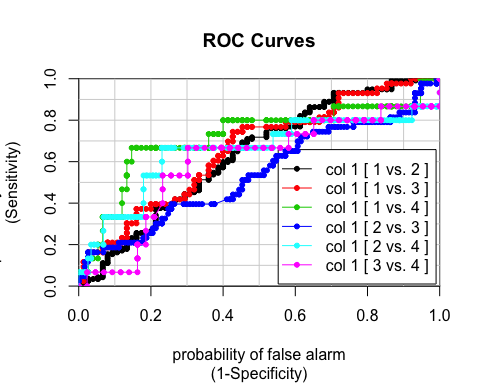 ROC Curves
(Sensitivity)
1.0
0.8
0.6
0.4
0.2
0.0
col 1 [ 1 vs. 2 ]
col 1 [ 1 vs. 3 ]
col 1 [ 1 vs. 4 ]
col 1 [ 2 vs. 3 ]
col 1 [ 2 vs. 4 ]
col 1 [ 3 vs. 4 ]
0.0 0.2 0.4 0.6 0.8 1.0
probability of false alarm
(1-Specificity)